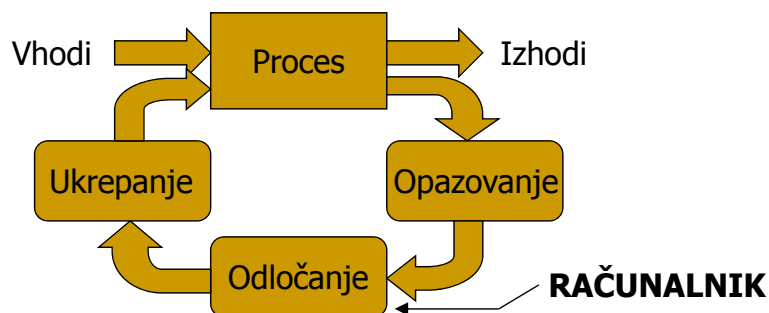 Vhodi
Proces
Izhodi
Ukrepanje
Opazovanje
Odločanje
RAČUNALNIK